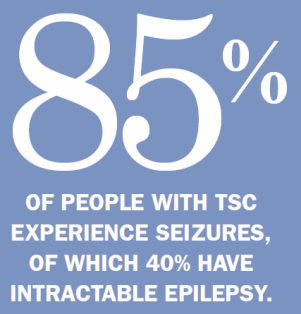 85%
OF PEOPLE WITH TSC
EXPERIENCE SEIZURES,
OF WHICH 40% HAVE
INTRACTABLE EPILEPSY.